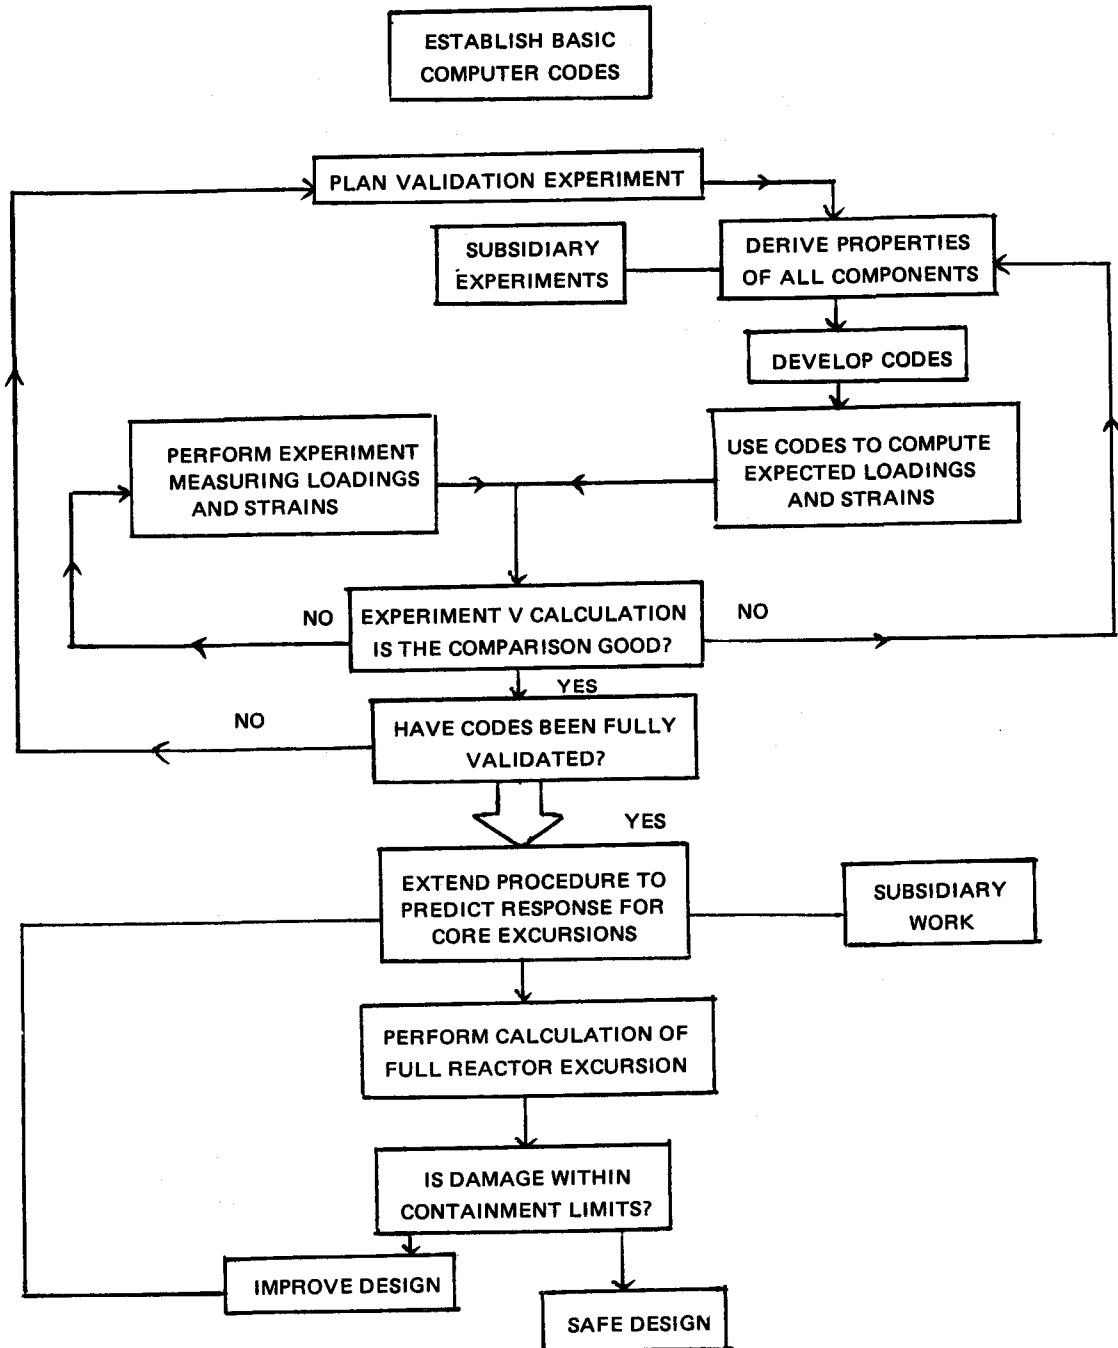 ESTABLISH BASIC
COMPUTER CODES
PLAN VALIDATION EXPERIMENT
SUBSIDIARY
EXPERIMENTS
DERIVE PROPERTIES
OF ALL COMPONENTS
DEVELOP CODES
PERFORM EXPERIMENT
MEASURING LOADINGS
AND STRAINS
USE CODES TO COMPUTE
EXPECTED LOADINGS
AND STRAINS
NO
EXPERIMENT V CALCULATION
IS THE COMPARISON GOOD?
NO
YES
NO
HAVE CODES BEEN FULLY
VALIDATED?
YES
EXTEND PROCEDURE TO
PREDICT RESPONSE FOR
CORE EXCURSIONS
SUBSIDIARY
WORK
PERFORM CALCULATION OF
FULL REACTOR EXCURSION
IS DAMAGE WITHIN
CONTAINMENT LIMITS?
IMPROVE DESIGN
SAFE DESIGN